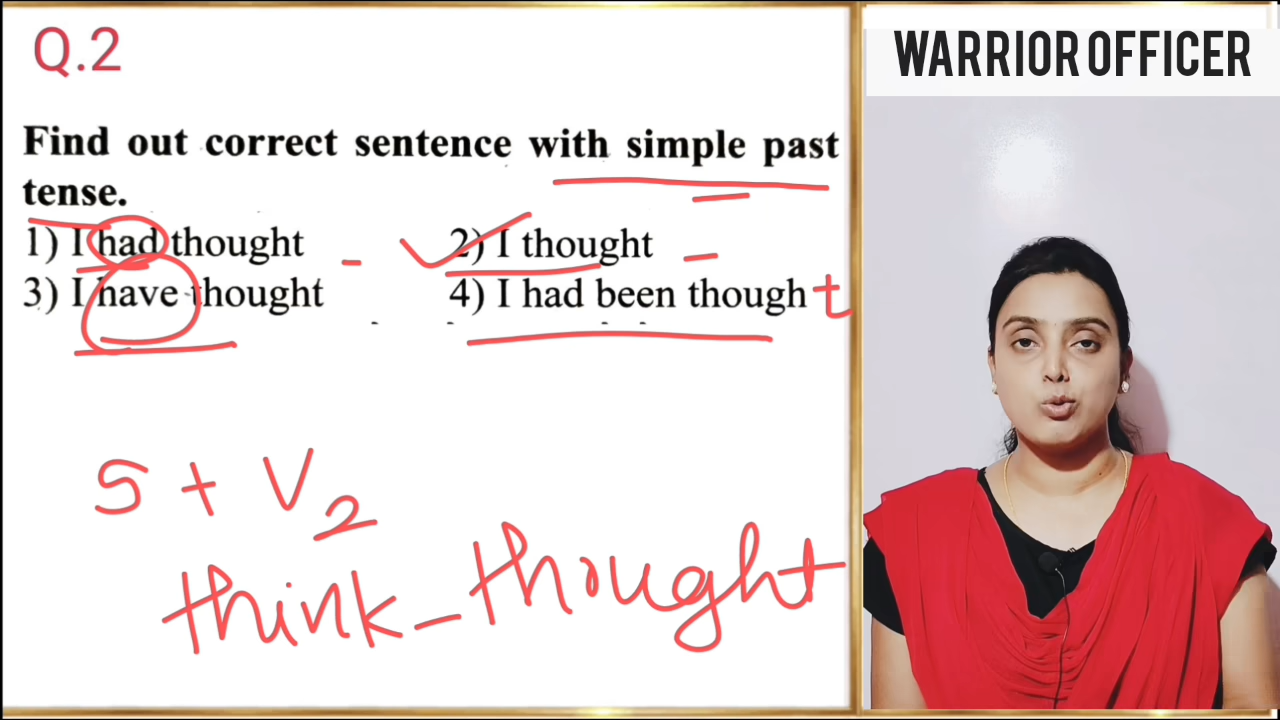 Q.2
WARRIOR OFFICER
Find out correct sentence with simple past
tense.
1) I had thought 2) I thought
3) I have thought 4) I had been thought
S + V2
think - thought